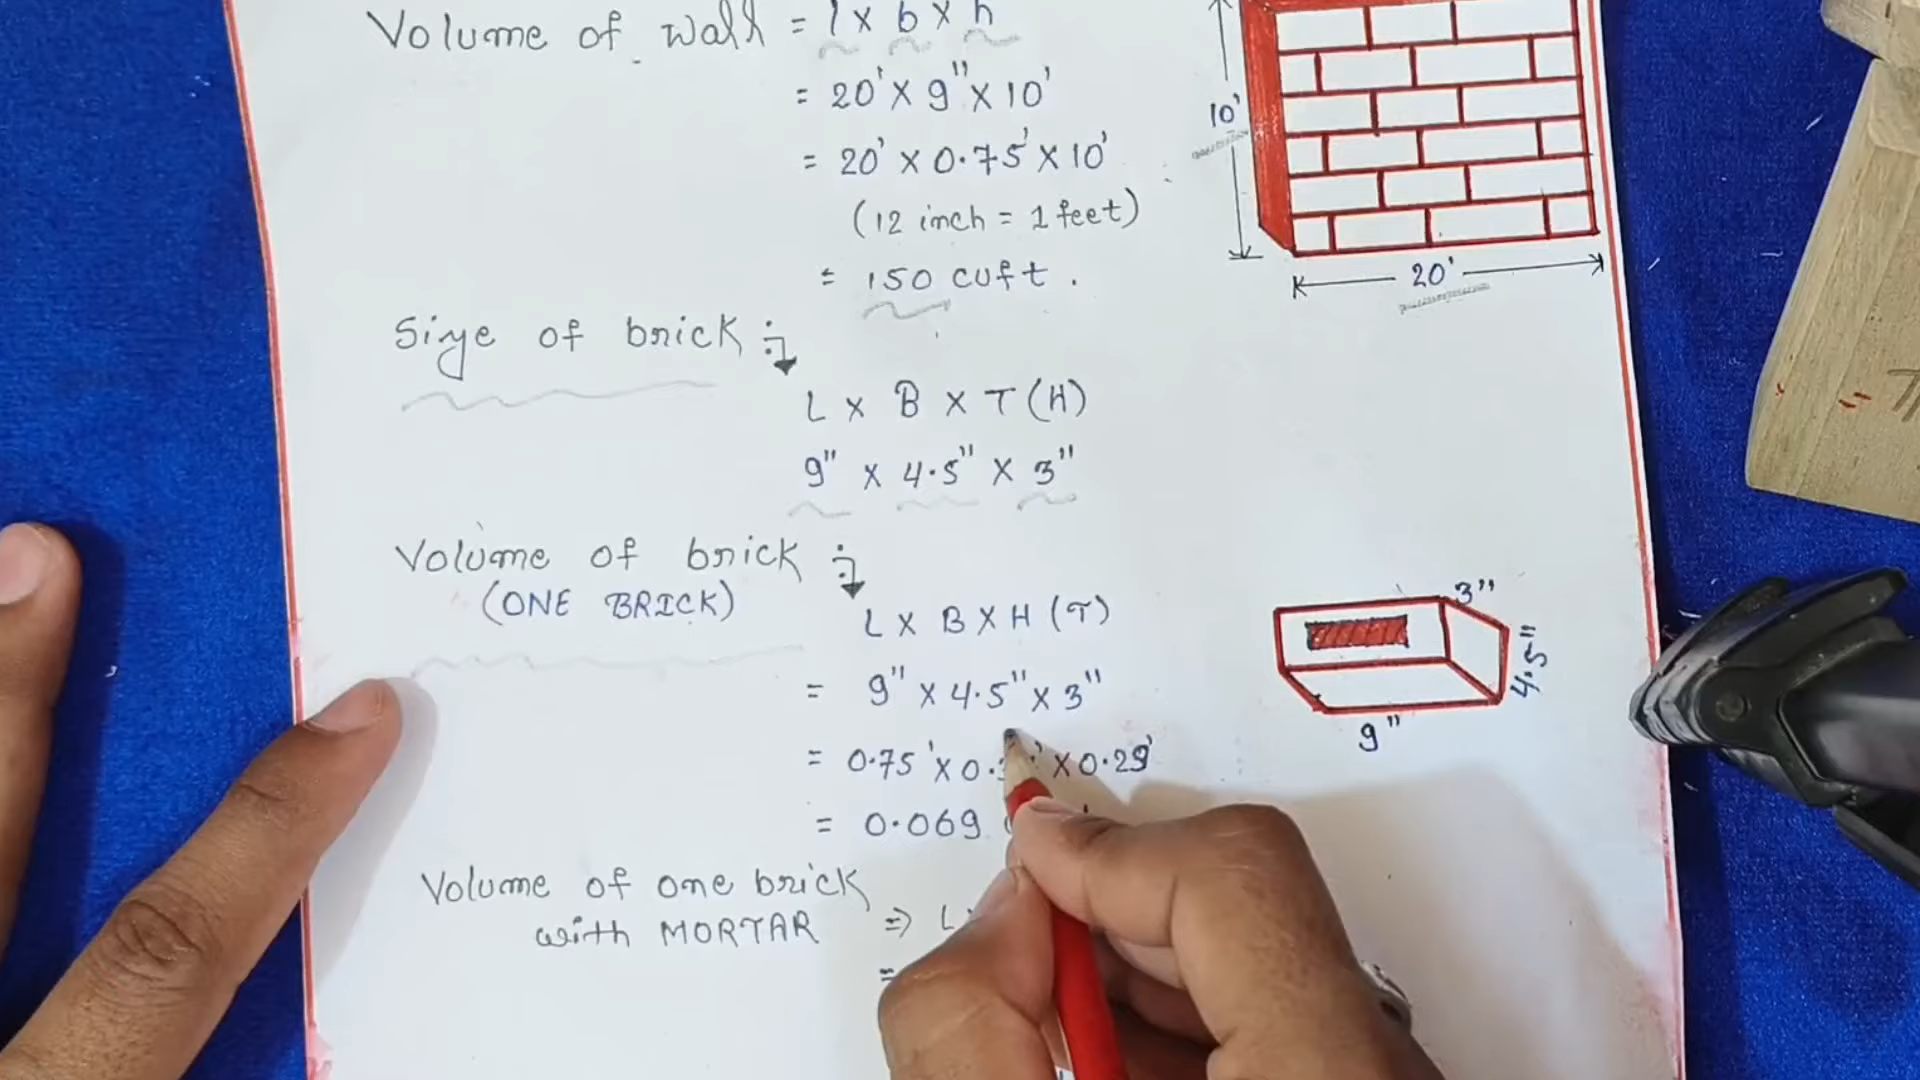 Volume of wall = l x b x h
= 20' x 9" x 10'
= 20' x 0.75' x 10'
(12 inch = 1 feet)
= 150 cuft.
10'
20'
Size of brick :-
L x B x T (H)
9" x 4.5" x 3"
Volume of brick :-
(ONE BRICK)
L x B x H (T)
= 9" x 4.5" x 3"
= 0.75' x 0. x 0.29'
= 0.069
3"
4.5"
9"
Volume of one brick
with MORTAR => L
=